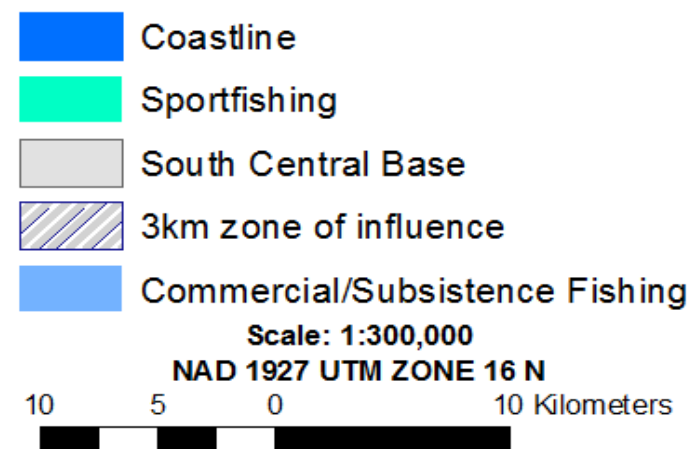 Coastline
Sportfishing
South Central Base
3km zone of influence
Commercial/Subsistence Fishing
Scale: 1:300,000
NAD 1927 UTM ZONE 16 N
10 5 0 10 Kilometers